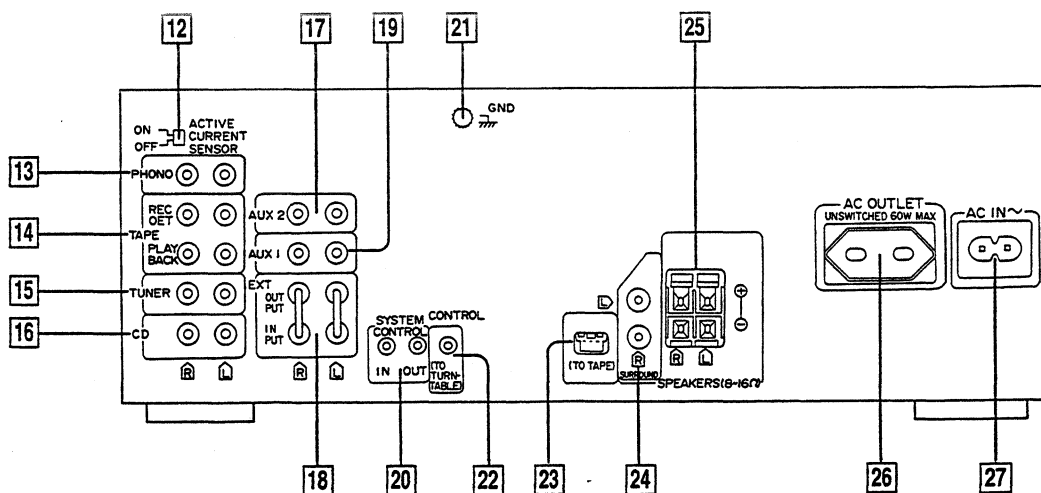 12 17 19 21 25
GND
ON
OFF
ACTIVE
CURRENT
SENSOR
13
PHONO
14
REC
OET
TAPE
PLAY
BACK
AUX 2
AUX 1
15
TUNER
EXT
OUT
PUT
IN
PUT
16
CD
R L
R L
SYSTEM
CONTROL
IN OUT
CONTROL
(TO
TURN-
TABLE)
23
(TO TAPE)
L
R
SURROUND
R L
SPEAKERS(8-16Ω)
⊕
⊖
AC OUTLET
UNSWITCHED 60W MAX
AC IN∼
18 20 22 24 26 27